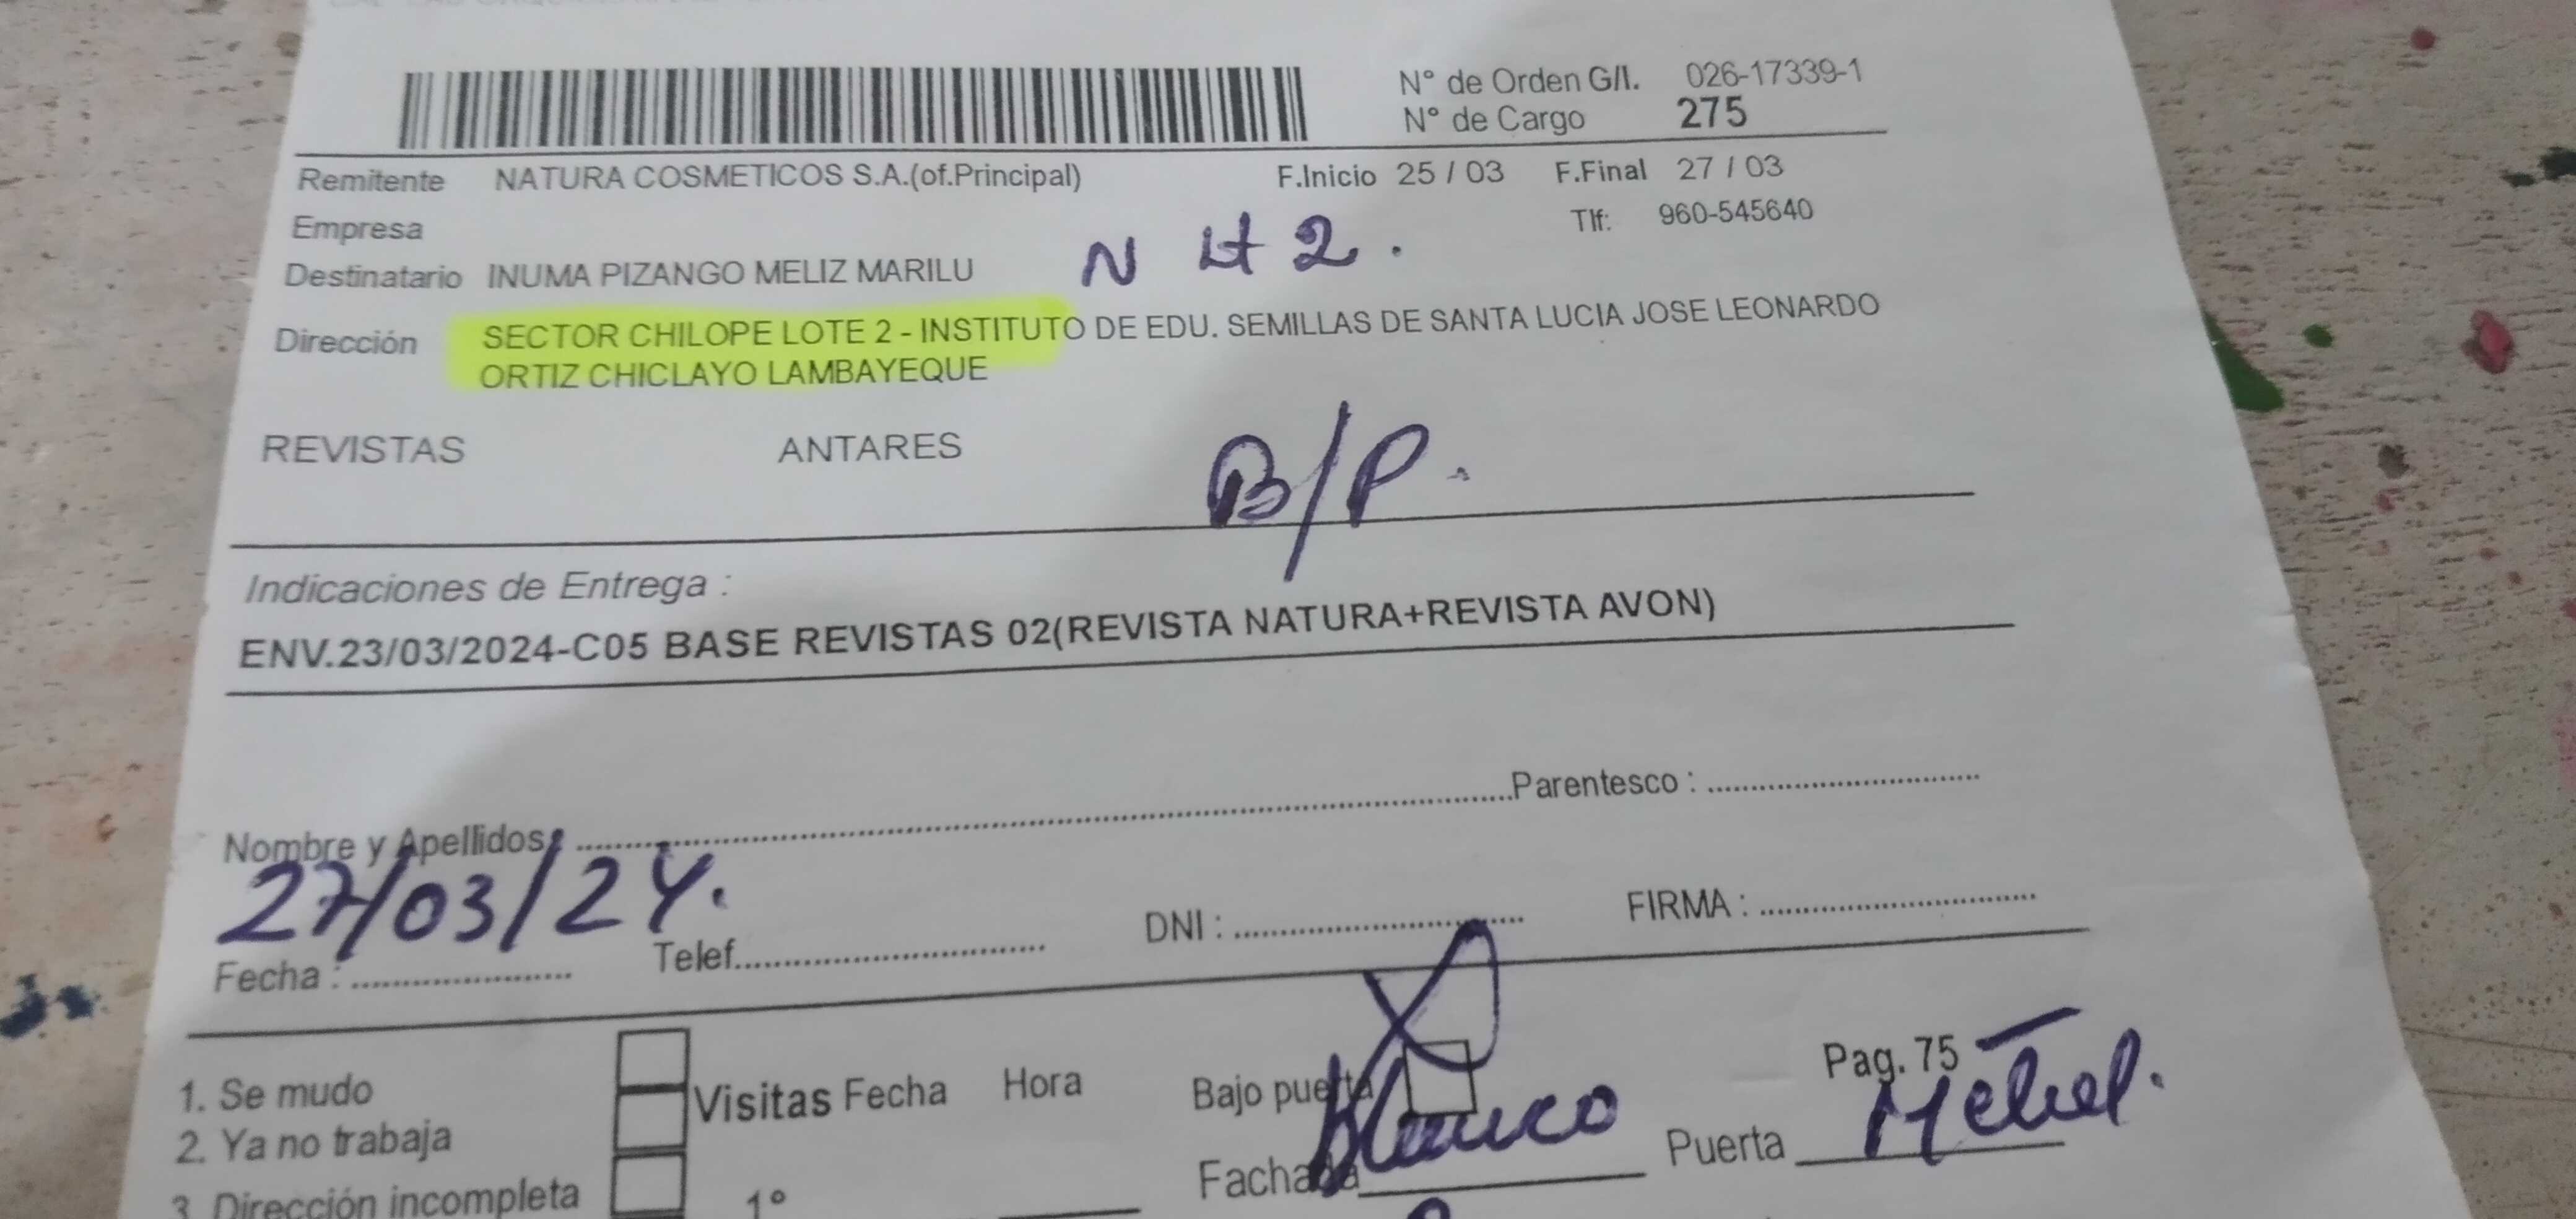 N° de Orden G/I. 026-17339-1
N° de Cargo 275
Remitente NATURA COSMETICOS S.A.(of.Principal) F.Inicio 25 / 03 F.Final 27 / 03
Empresa Tlf: 960-545640
N Lt 2.
Destinatario INUMA PIZANGO MELIZ MARILU
Dirección SECTOR CHILOPE LOTE 2 - INSTITUTO DE EDU. SEMILLAS DE SANTA LUCIA JOSE LEONARDO
ORTIZ CHICLAYO LAMBAYEQUE
REVISTAS ANTARES
B/P.
Indicaciones de Entrega :
ENV.23/03/2024-C05 BASE REVISTAS 02(REVISTA NATURA+REVISTA AVON)
Nombre y Apellidos: Parentesco :
27/03/24.
Fecha : Telef. DNI : FIRMA :
Pag. 75
1. Se mudo
2. Ya no trabaja
3. Dirección incompleta
Visitas Fecha Hora
1°
Bajo puerta
Fachada Blanco Puerta Metal.